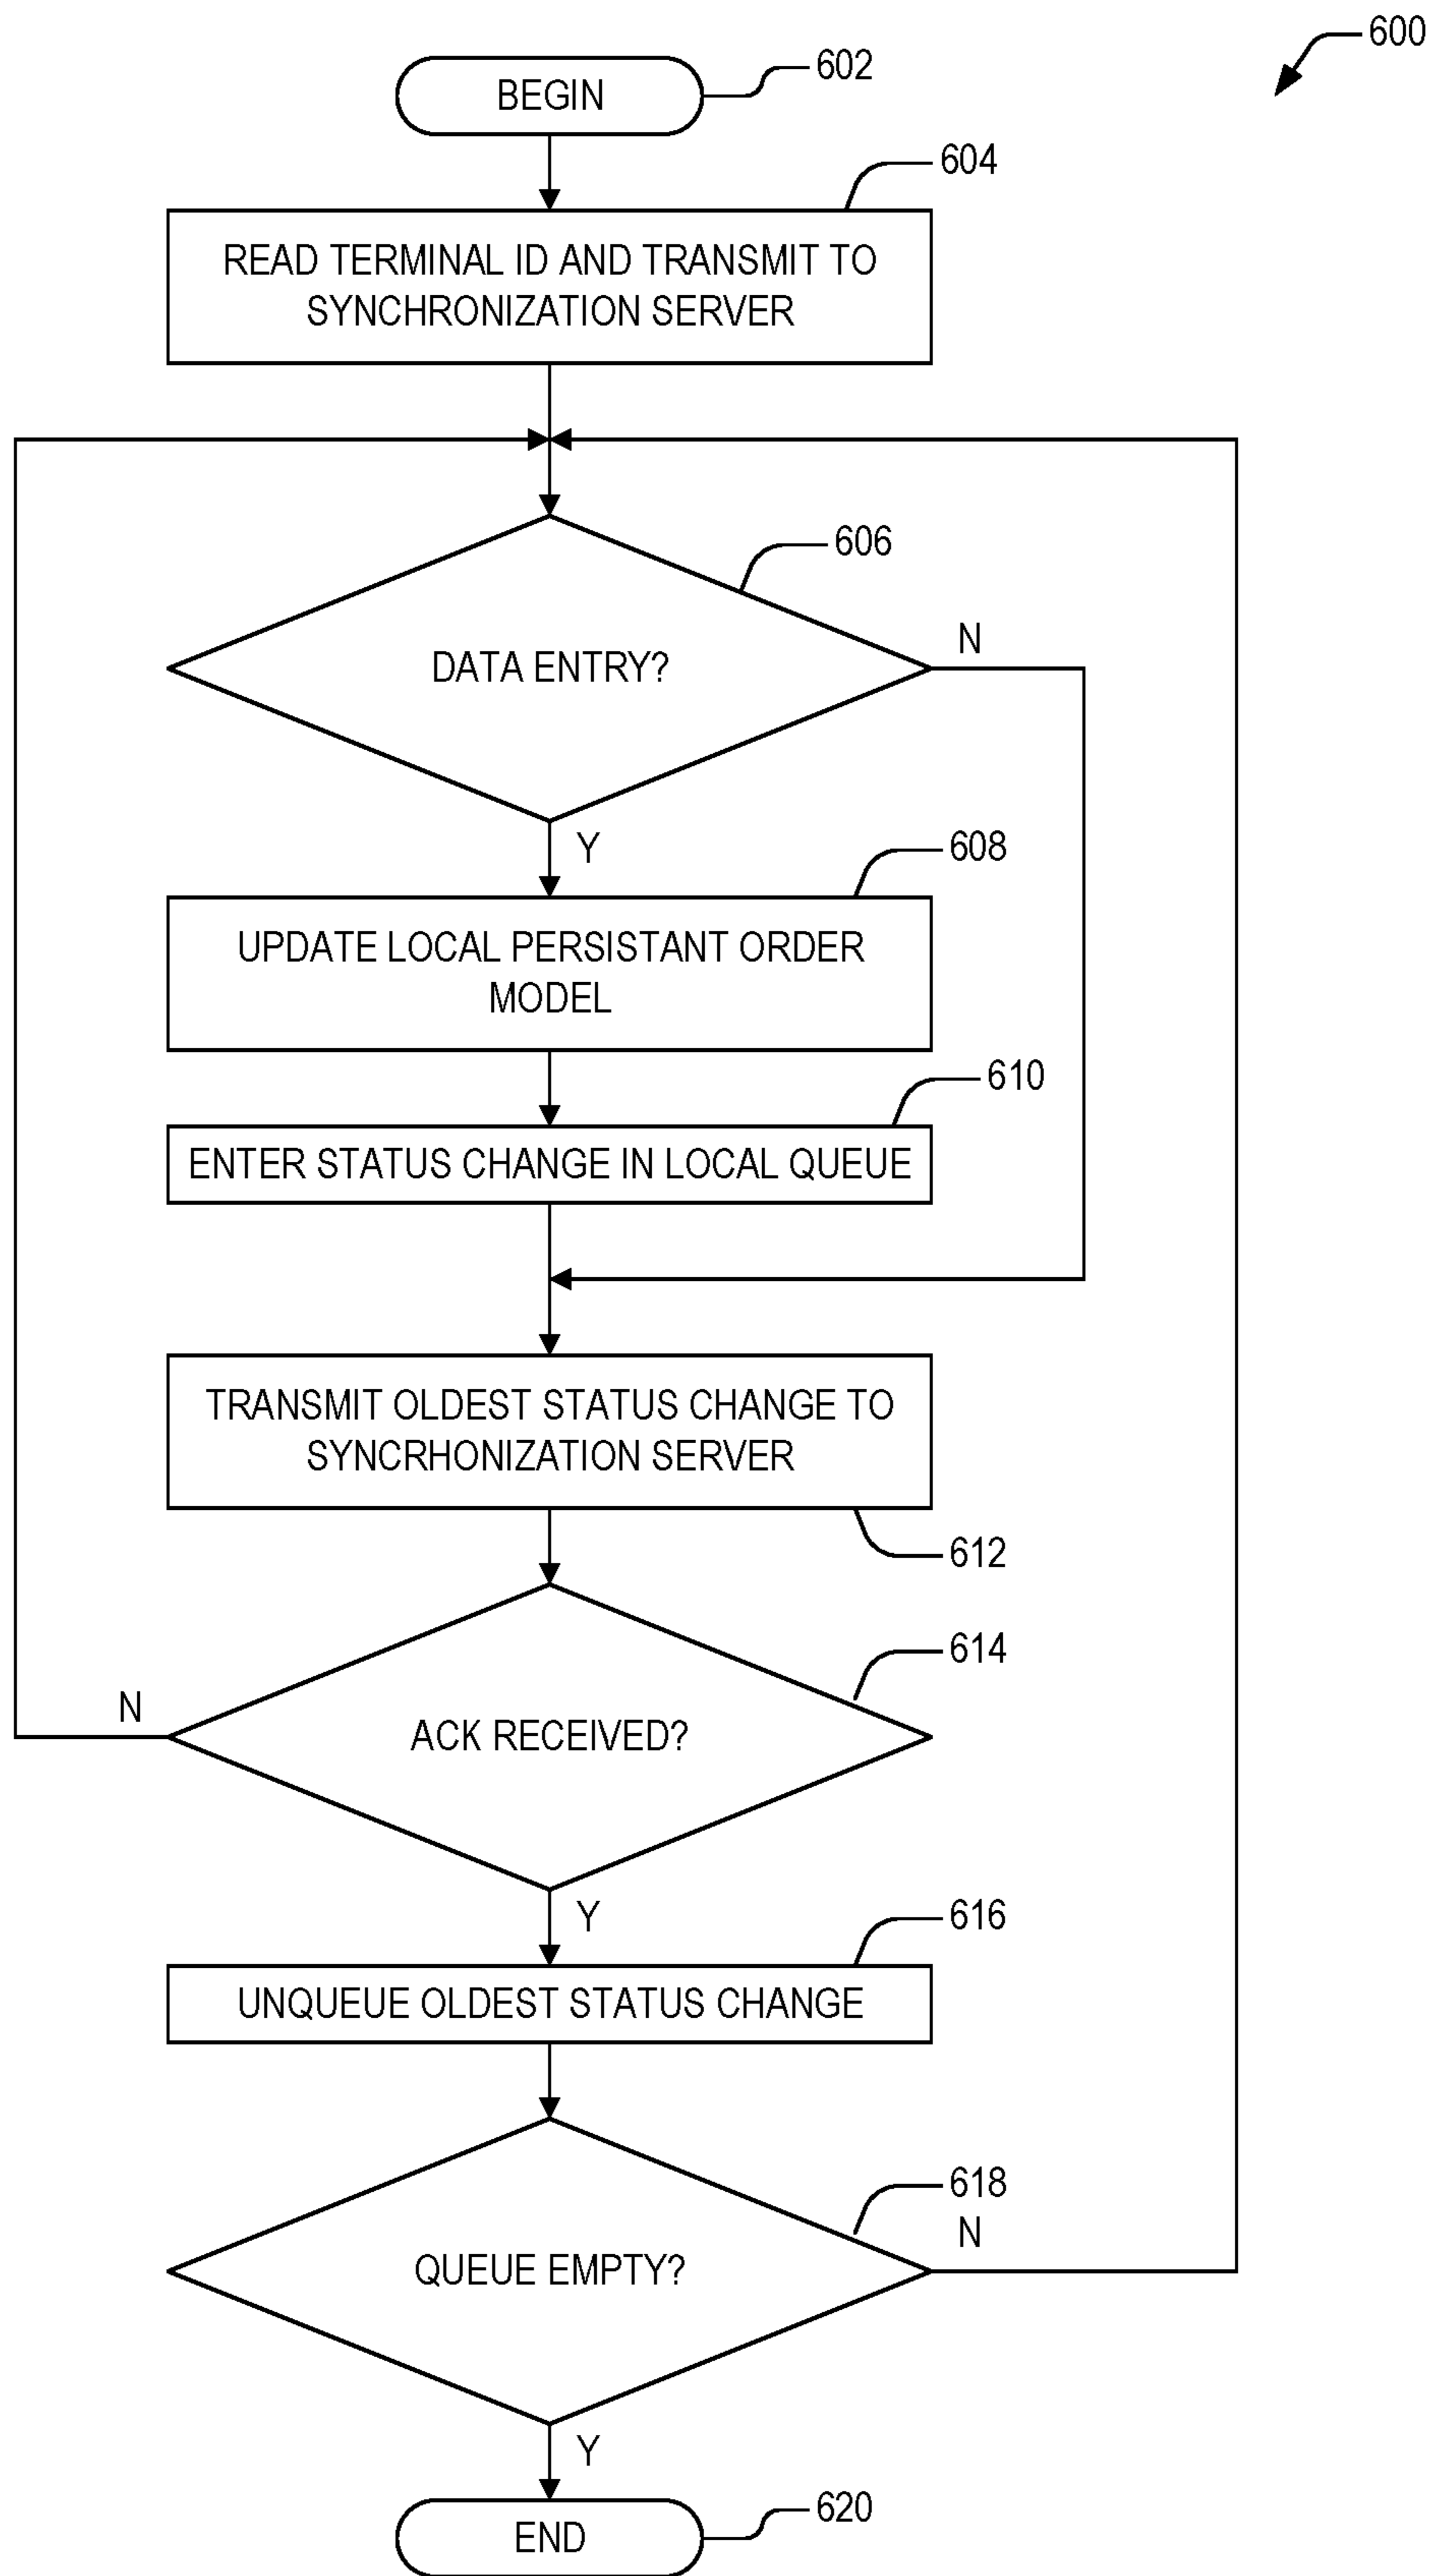 600
BEGIN
602
604
READ TERMINAL ID AND TRANSMIT TO
SYNCHRONIZATION SERVER
606
DATA ENTRY?
N
Y
608
UPDATE LOCAL PERSISTANT ORDER
MODEL
610
ENTER STATUS CHANGE IN LOCAL QUEUE
TRANSMIT OLDEST STATUS CHANGE TO
SYNCRHONIZATION SERVER
612
614
N
ACK RECEIVED?
Y
616
UNQUEUE OLDEST STATUS CHANGE
618
N
QUEUE EMPTY?
Y
620
END